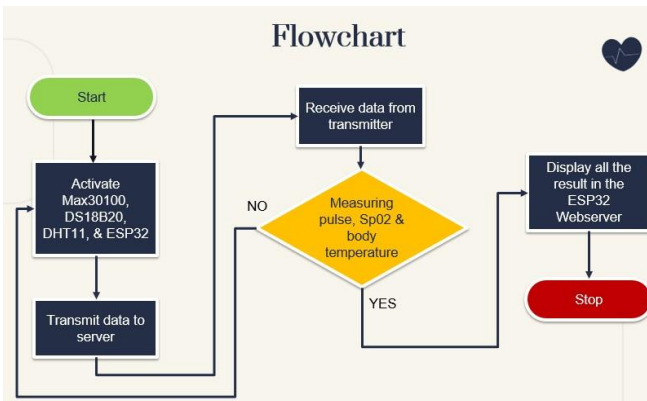 Flowchart
Start
Activate
Max30100,
DS18B20,
DHT11, & ESP32
Transmit data to
server
Receive data from
transmitter
Measuring
pulse, Sp02 &
body
temperature
NO
YES
Display all the
result in the
ESP32
Webserver
Stop